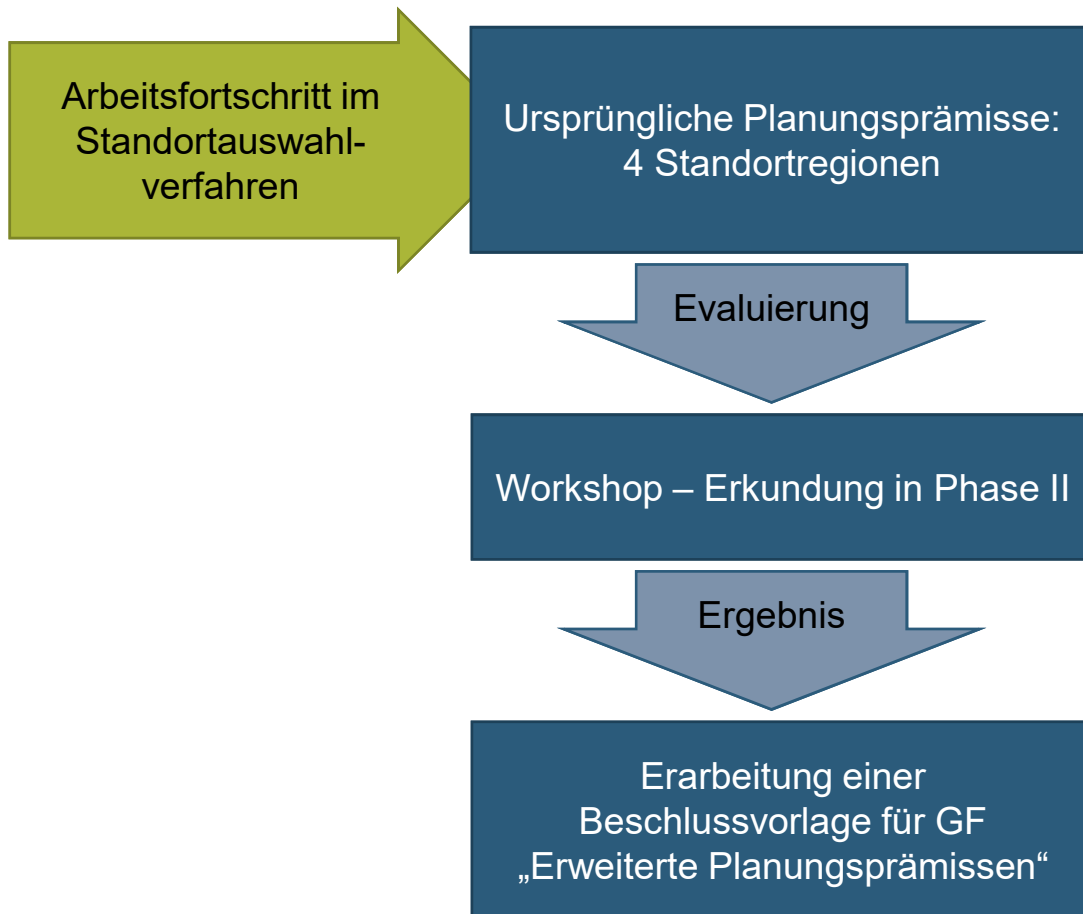 Arbeitsfortschritt im
Standortauswahl-
verfahren
Ursprüngliche Planungsprämisse:
4 Standortregionen
Evaluierung
Workshop – Erkundung in Phase II
Ergebnis
Erarbeitung einer
Beschlussvorlage für GF
„Erweiterte Planungsprämissen“